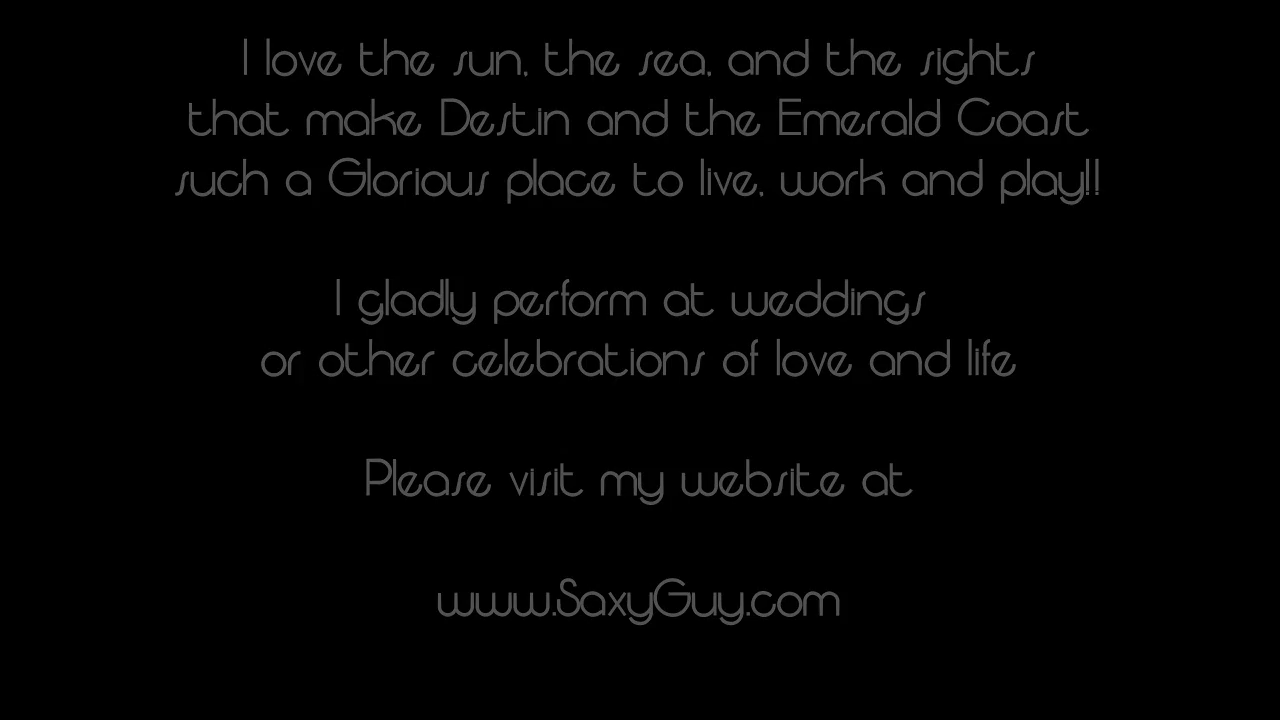 I love the sun, the sea, and the sights
that make Destin and the Emerald Coast
such a Glorious place to live, work and play!!
I gladly perform at weddings
or other celebrations of love and life
Please visit my website at
www.SaxyGuy.com